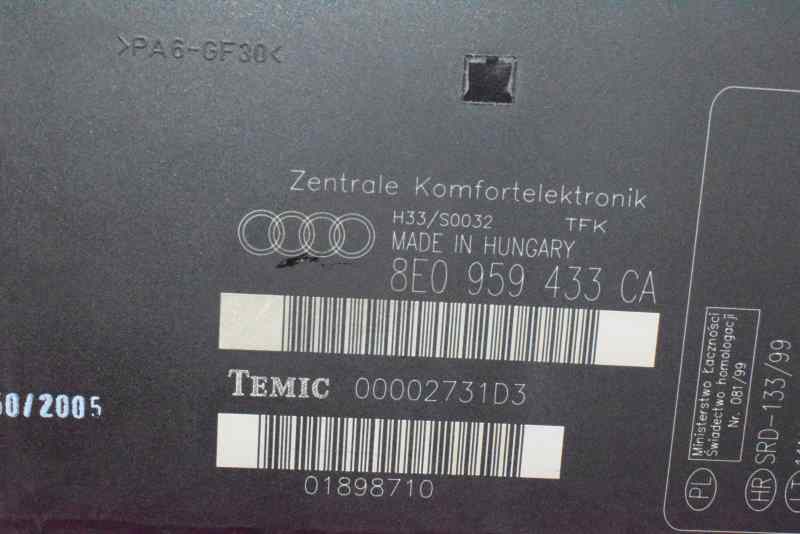 >PA6-GF30<
Zentrale Komfortelektronik
H33/S0032 TFK
MADE IN HUNGARY
8E0 959 433 CA
TEMIC 00002731D3
01898710
/2005
PL
Ministerstwo Łączności
Świadectwo homologacji
Nr. 081/99
HR SRD-133/99
LT